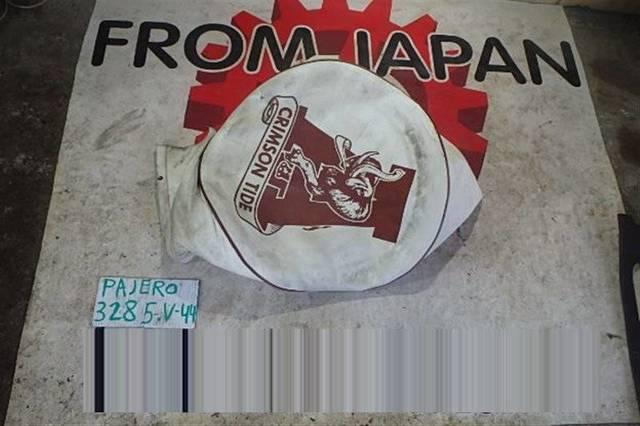 FROM JAPAN
CRIMSON TIDE
PAJERO
328 5-V-44